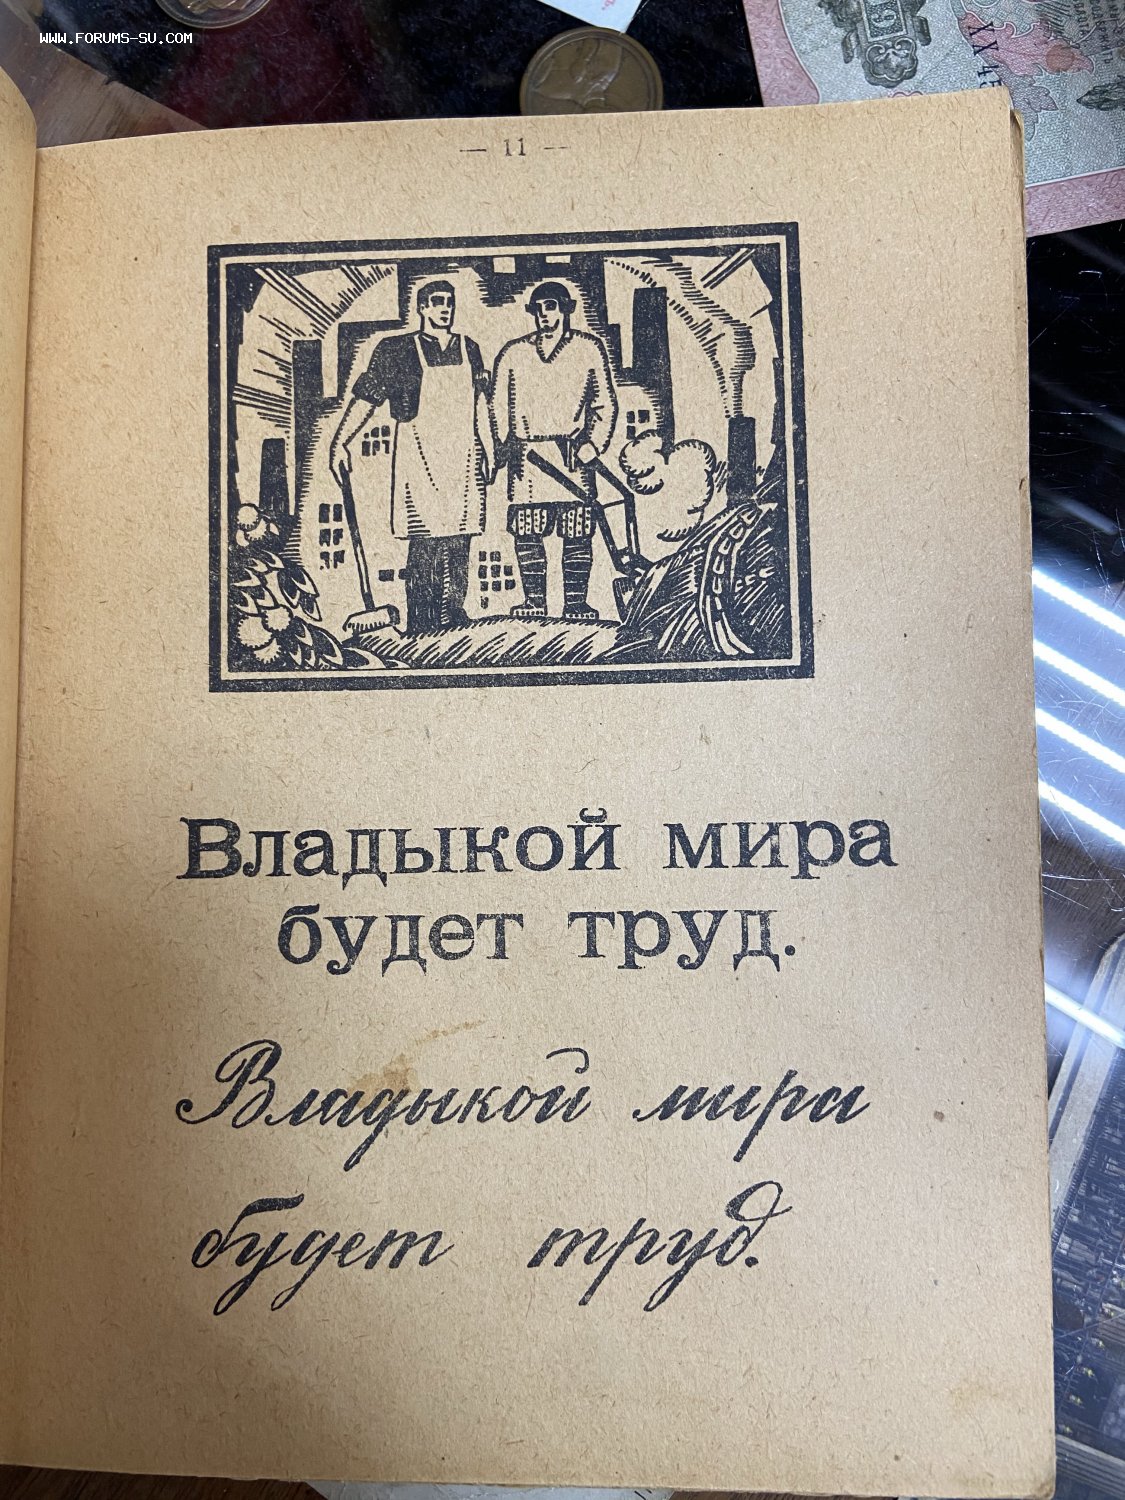 WWW.FORUMS-SU.COM
— 11 —
Владыкой мира
будет труд.
Владыкой мира
будет труд.